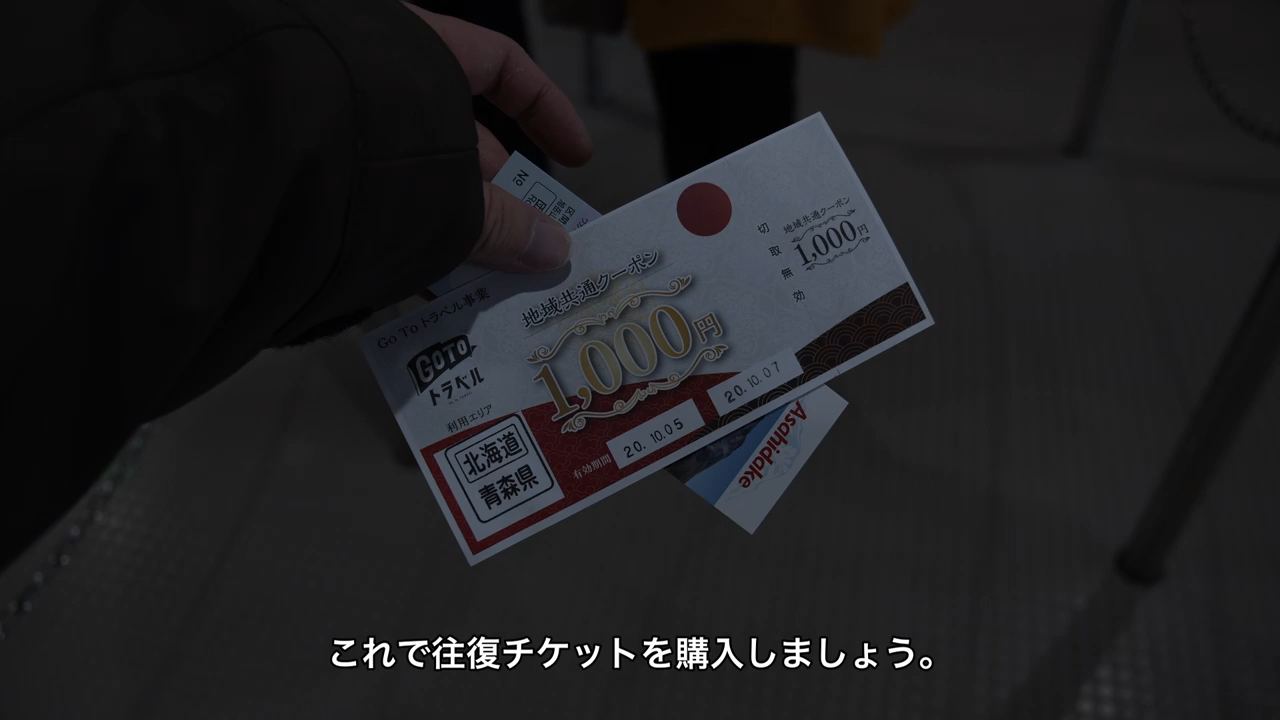 No
Go To トラベル事業
GOTO
トラベル
利用エリア
北海道
青森県
地域共通クーポン
1,000円
有効期間
20.10.05
20.10.07
切取無効
地域共通クーポン
1,000円
Asahidake
これで往復チケットを購入しましょう。